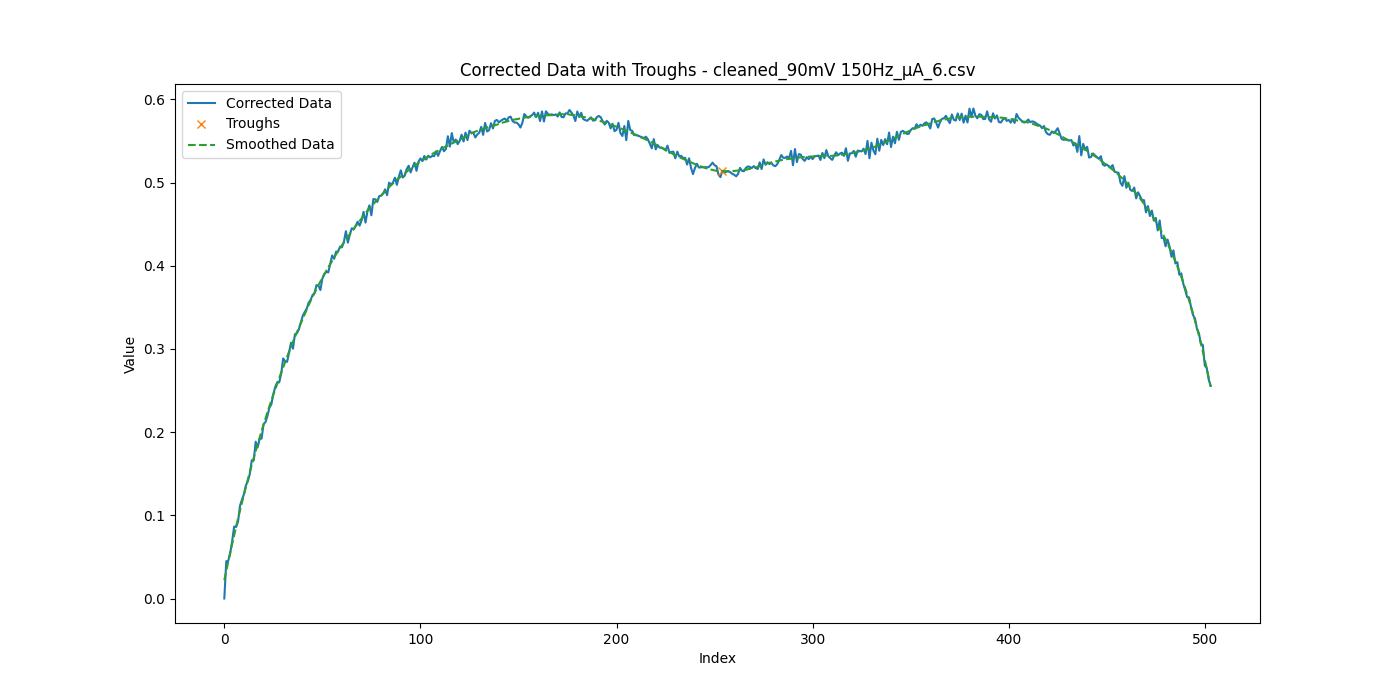 Corrected Data with Troughs - cleaned_90mV 150Hz_µA_6.csv
Corrected Data
Troughs
Smoothed Data
0.6
0.5
0.4
0.3
0.2
0.1
0.0
Value
0 100 200 300 400 500
Index